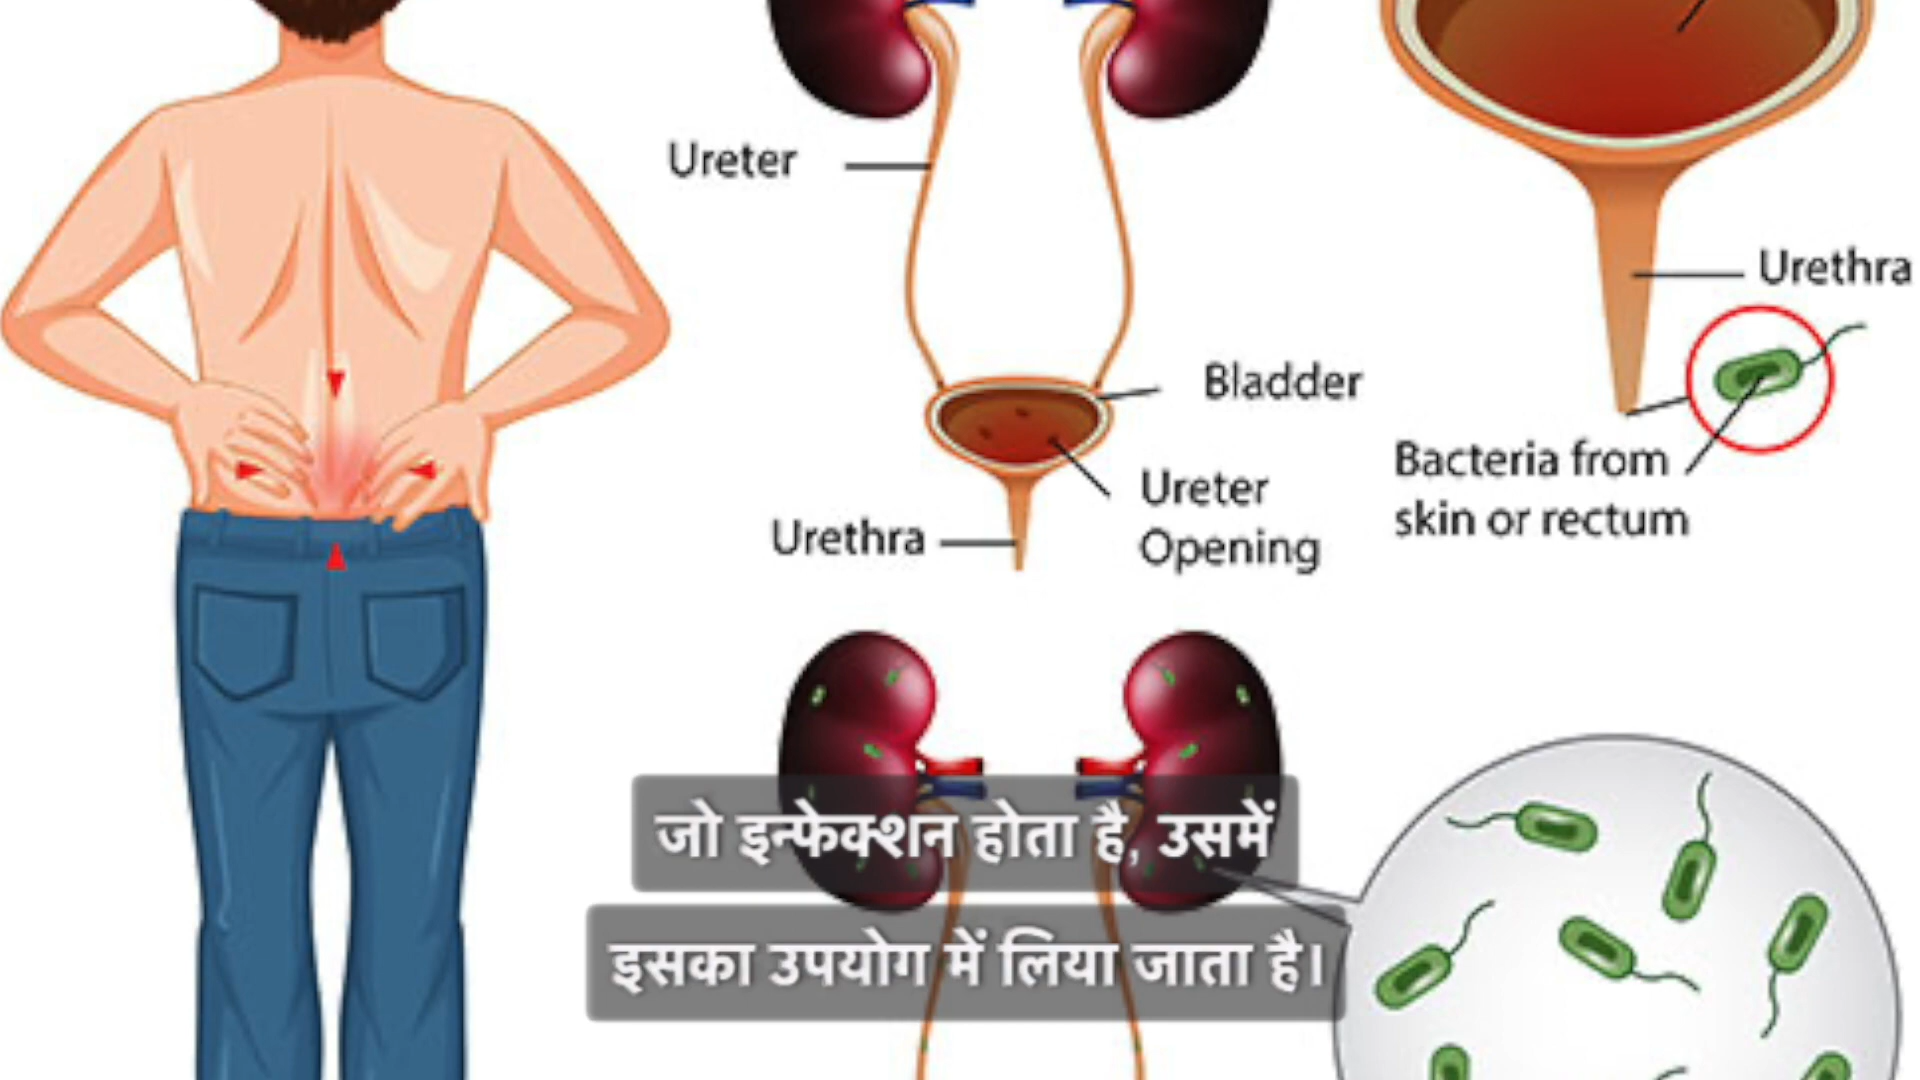 Ureter
Urethra
Bladder
Bacteria from
skin or rectum
Ureter
Opening
Urethra
जो इन्फेक्शन होता है, उसमें
इसका उपयोग में लिया जाता है।